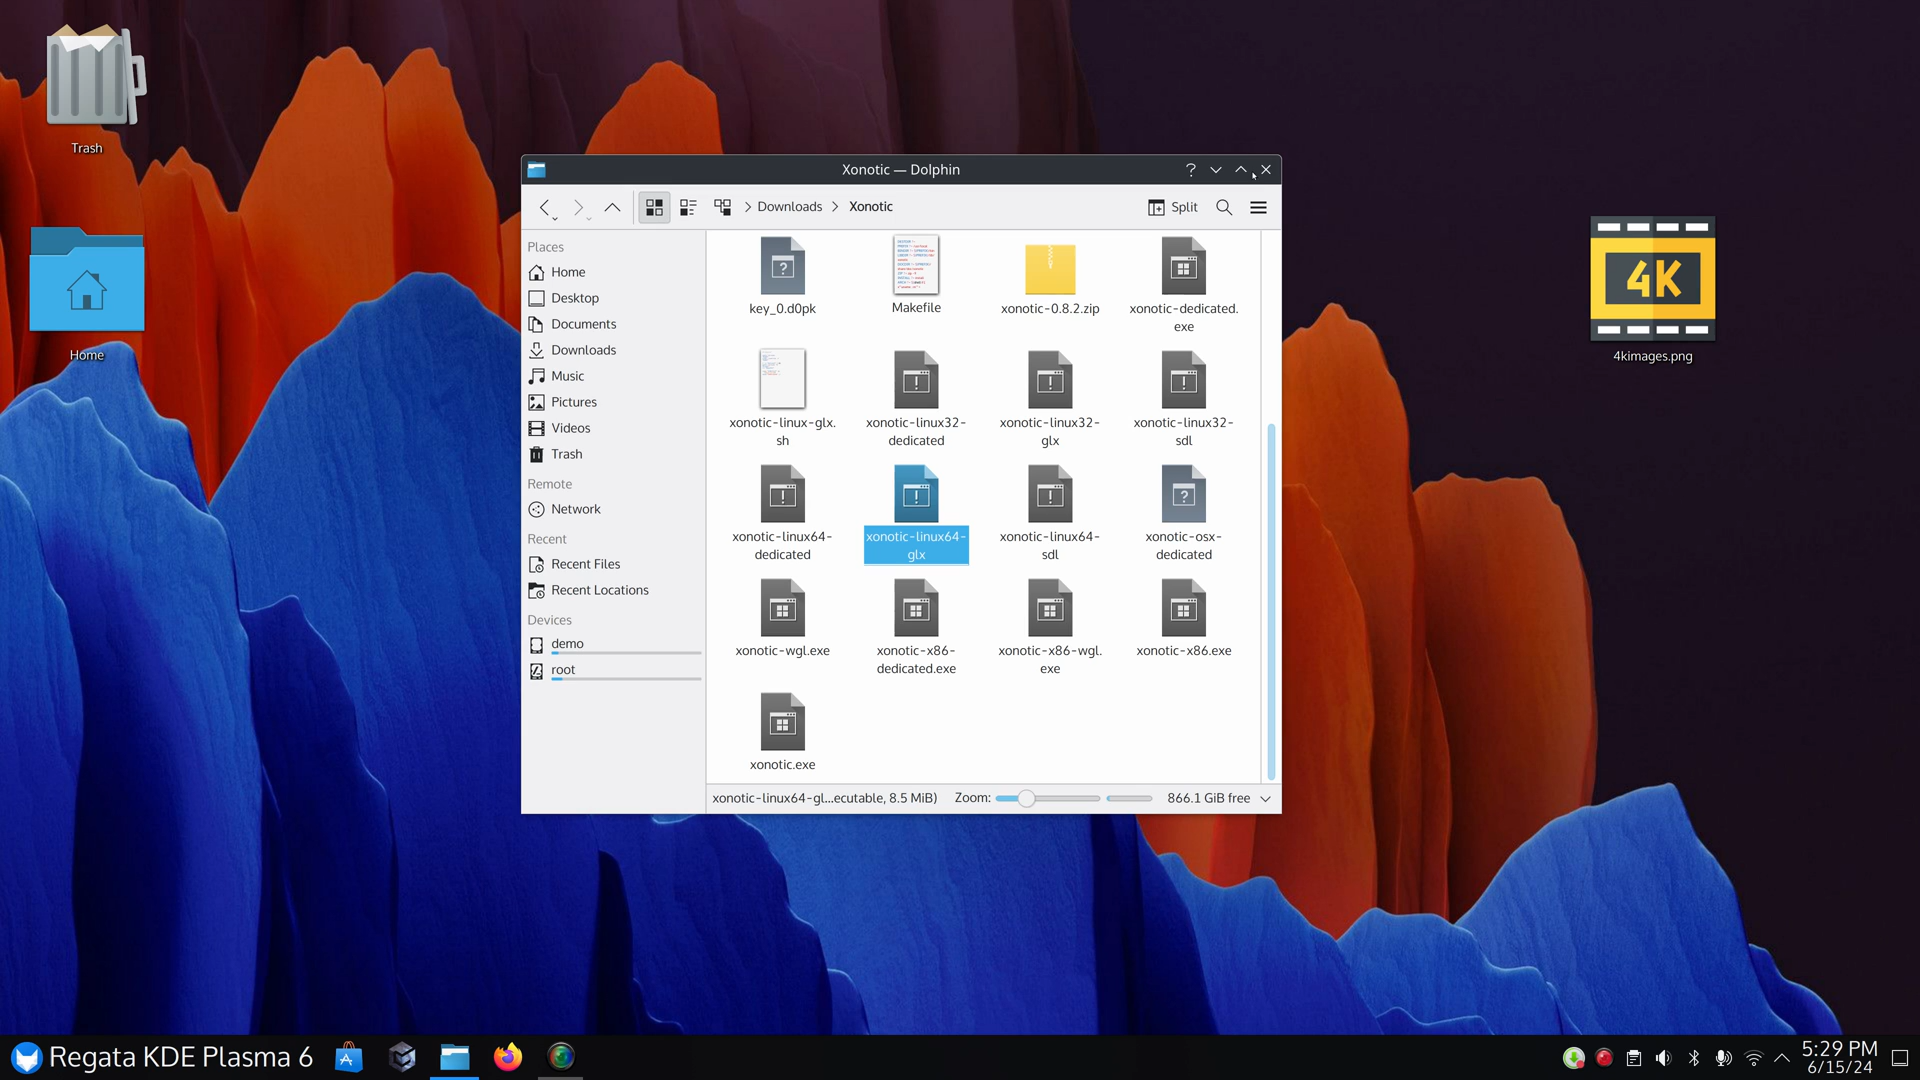 Trash
Home
4K
4kimages.png
Xonotic — Dolphin
Downloads
Xonotic
Split
Places
Home
Desktop
Documents
Downloads
Music
Pictures
Videos
Trash
Remote
Network
Recent
Recent Files
Recent Locations
Devices
demo
root
key_0.d0pk
Makefile
xonotic-0.8.2.zip
xonotic-dedicated.
exe
xonotic-linux-glx.
sh
xonotic-linux32-
dedicated
xonotic-linux32-
glx
xonotic-linux32-
sdl
xonotic-linux64-
dedicated
xonotic-linux64-
glx
xonotic-linux64-
sdl
xonotic-osx-
dedicated
xonotic-wgl.exe
xonotic-x86-
dedicated.exe
xonotic-x86-wgl.
exe
xonotic-x86.exe
xonotic.exe
xonotic-linux64-gl...ecutable, 8.5 MiB)
Zoom:
866.1 GiB free
Regata KDE Plasma 6
5:29 PM
6/15/24